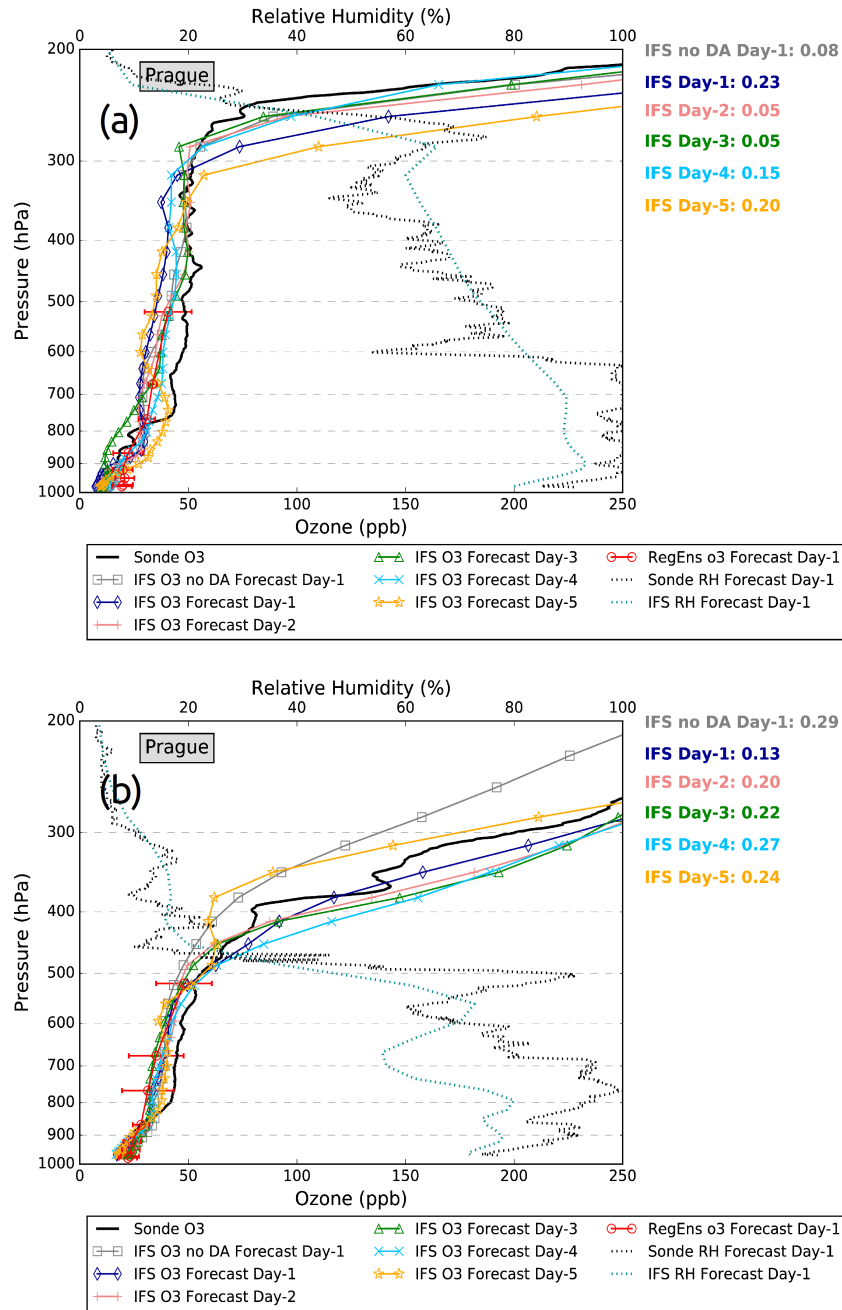 Relative Humidity (%)
0 20 40 60 80 100
200
300
400
500
600
700
800
900
1000
Pressure (hPa)
Prague
(a)
0 50 100 150 200 250
Ozone (ppb)
IFS no DA Day-1: 0.08
IFS Day-1: 0.23
IFS Day-2: 0.05
IFS Day-3: 0.05
IFS Day-4: 0.15
IFS Day-5: 0.20
Sonde O3
IFS O3 no DA Forecast Day-1
IFS O3 Forecast Day-1
IFS O3 Forecast Day-2
IFS O3 Forecast Day-3
IFS O3 Forecast Day-4
IFS O3 Forecast Day-5
RegEns o3 Forecast Day-1
Sonde RH Forecast Day-1
IFS RH Forecast Day-1
Relative Humidity (%)
0 20 40 60 80 100
200
300
400
500
600
700
800
900
1000
Pressure (hPa)
Prague
(b)
0 50 100 150 200 250
Ozone (ppb)
IFS no DA Day-1: 0.29
IFS Day-1: 0.13
IFS Day-2: 0.20
IFS Day-3: 0.22
IFS Day-4: 0.27
IFS Day-5: 0.24
Sonde O3
IFS O3 no DA Forecast Day-1
IFS O3 Forecast Day-1
IFS O3 Forecast Day-2
IFS O3 Forecast Day-3
IFS O3 Forecast Day-4
IFS O3 Forecast Day-5
RegEns o3 Forecast Day-1
Sonde RH Forecast Day-1
IFS RH Forecast Day-1